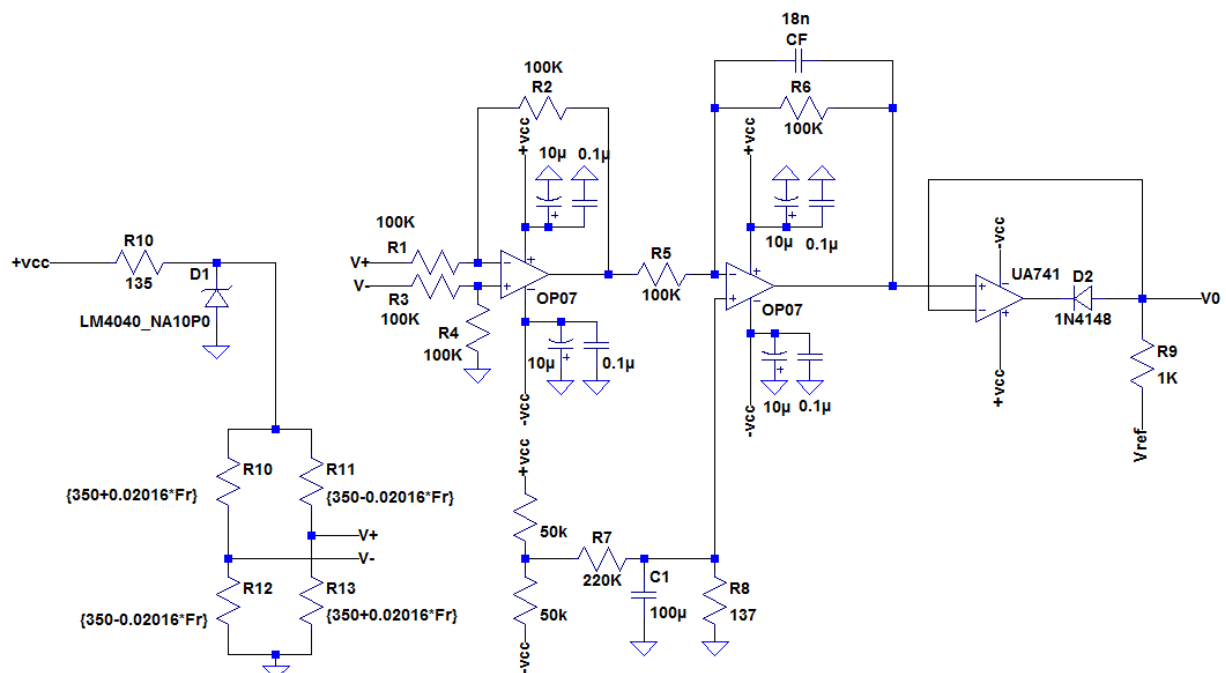 18n
CF
100K
R2
R6
100K
+vcc
10µ
0.1µ
+vcc
10µ
0.1µ
100K
R1
V+
V-
R3
100K
R4
100K
OP07
R5
100K
OP07
+vcc
R10
135
D1
LM4040_NA10P0
-vcc
UA741
D2
1N4148
V0
R9
1K
Vref
+vcc
10µ
0.1µ
-vcc
10µ
0.1µ
-vcc
+vcc
R10
{350+0.02016*Fr}
R11
{350-0.02016*Fr}
V+
V-
R12
{350-0.02016*Fr}
R13
{350+0.02016*Fr}
50k
R7
220K
C1
100µ
R8
137
50k
-vcc